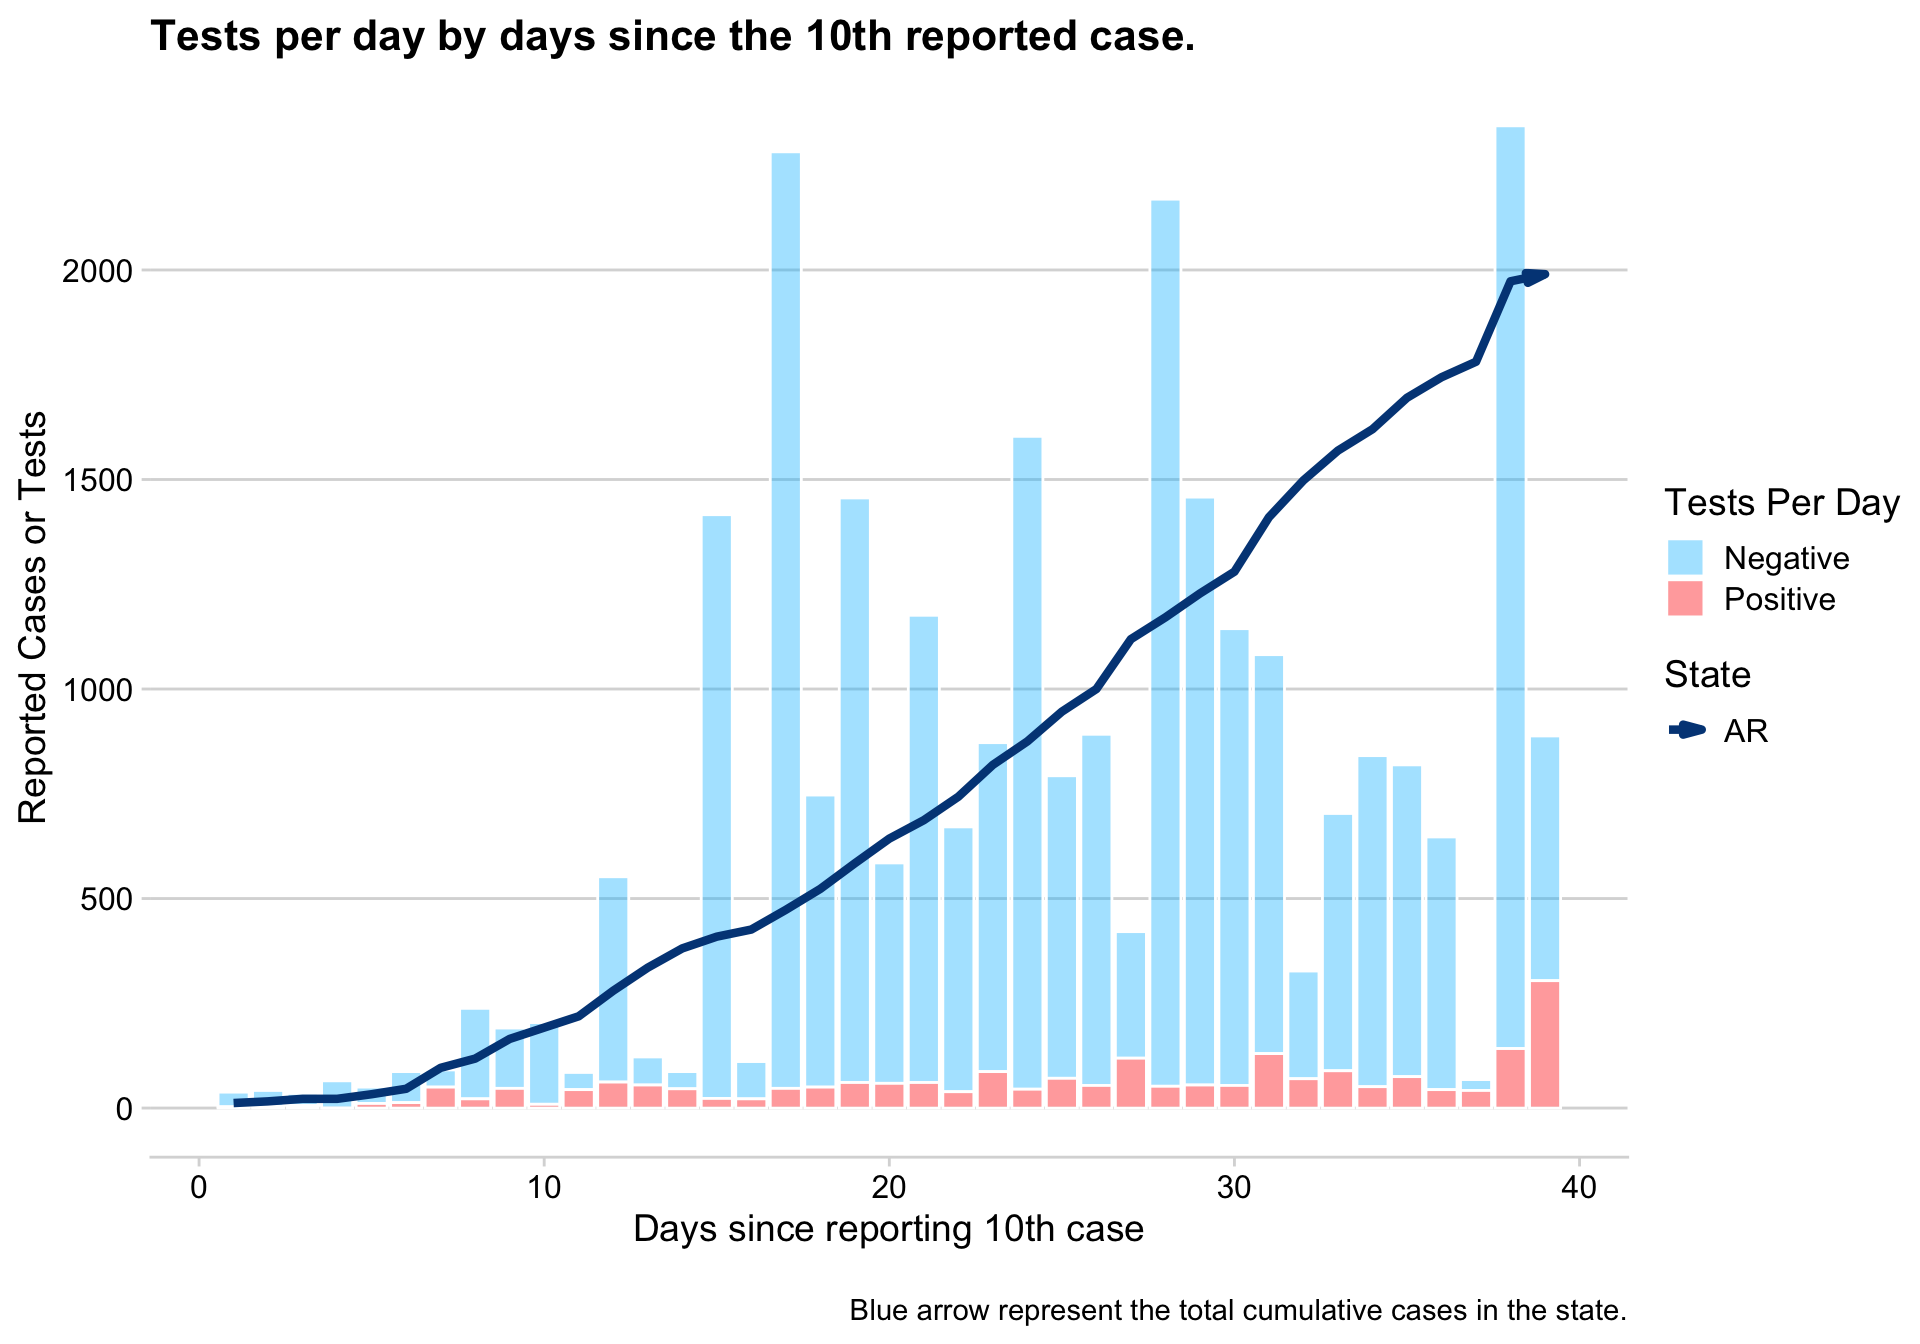 Tests per day by days since the 10th reported case.
Reported Cases or Tests
2000
1500
1000
500
0
0 10 20 30 40
Days since reporting 10th case
Tests Per Day
Negative
Positive
State
AR
Blue arrow represent the total cumulative cases in the state.